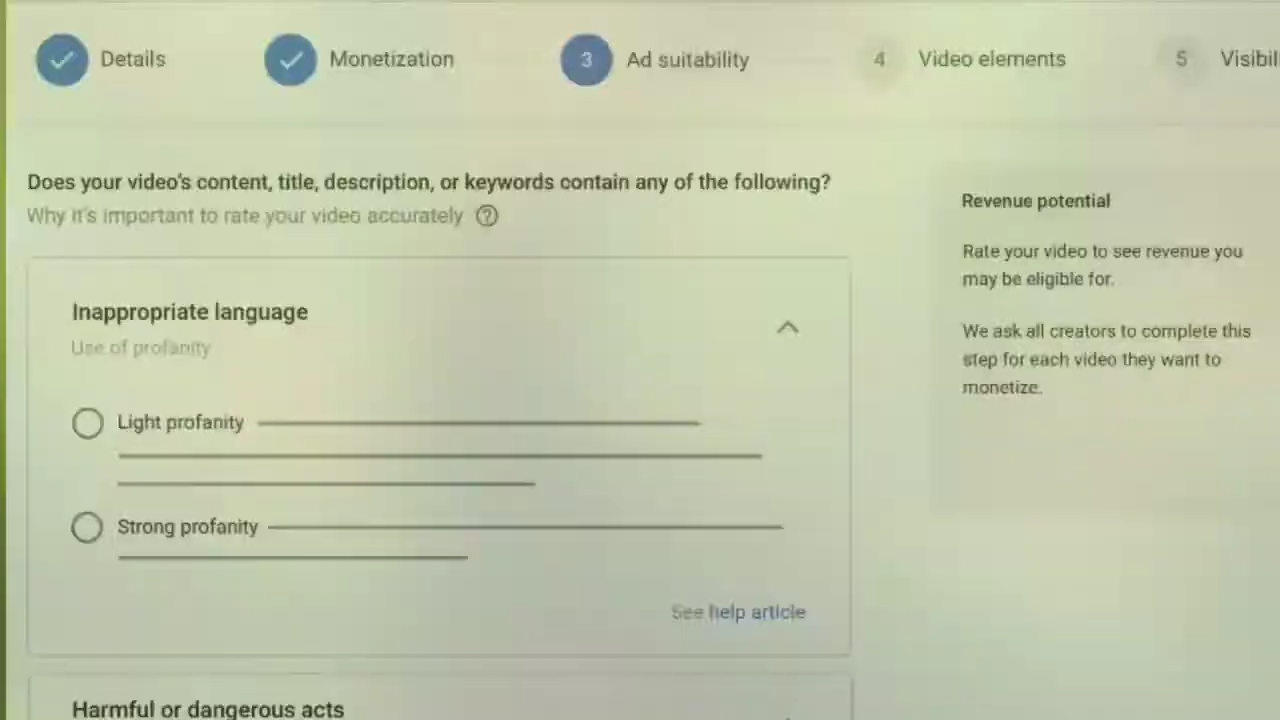 Details
Monetization
3 Ad suitability
4 Video elements
5 Visibil
Does your video's content, title, description, or keywords contain any of the following?
Why it's important to rate your video accurately ?
Inappropriate language
Use of profanity
Light profanity
Strong profanity
See help article
Harmful or dangerous acts
Revenue potential
Rate your video to see revenue you
may be eligible for.
We ask all creators to complete this
step for each video they want to
monetize.